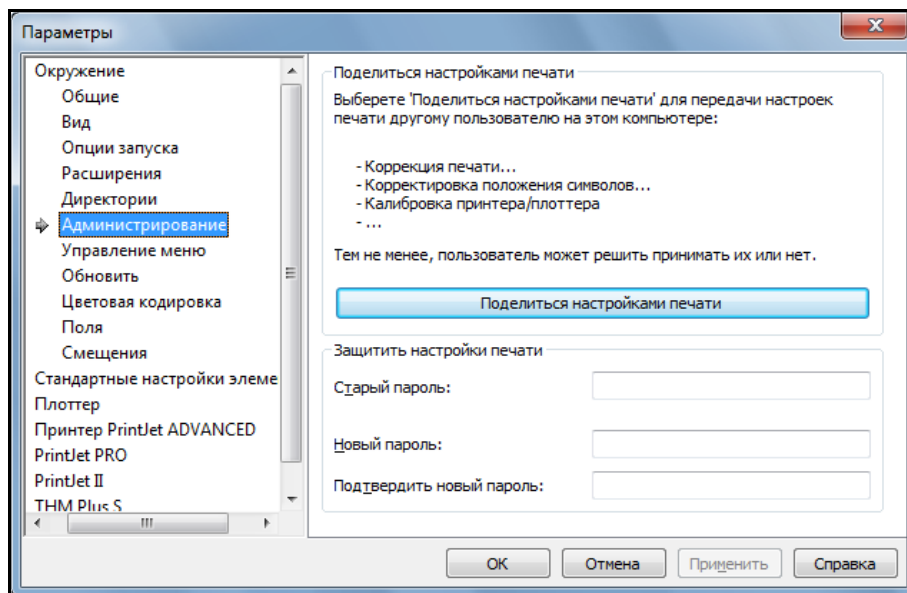 Параметры
Окружение
Общие
Вид
Опции запуска
Расширения
Директории
Администрирование
Управление меню
Обновить
Цветовая кодировка
Поля
Смещения
Стандартные настройки элеме
Плоттер
Принтер PrintJet ADVANCED
PrintJet PRO
PrintJet II
THM Plus S
Поделиться настройками печати
Выберете 'Поделиться настройками печати' для передачи настроек
печати другому пользователю на этом компьютере:
- Коррекция печати...
- Корректировка положения символов...
- Калибровка принтера/плоттера
- ...
Тем не менее, пользователь может решить принимать их или нет.
Поделиться настройками печати
Защитить настройки печати
Старый пароль:
Новый пароль:
Подтвердить новый пароль:
ОК
Отмена
Применить
Справка